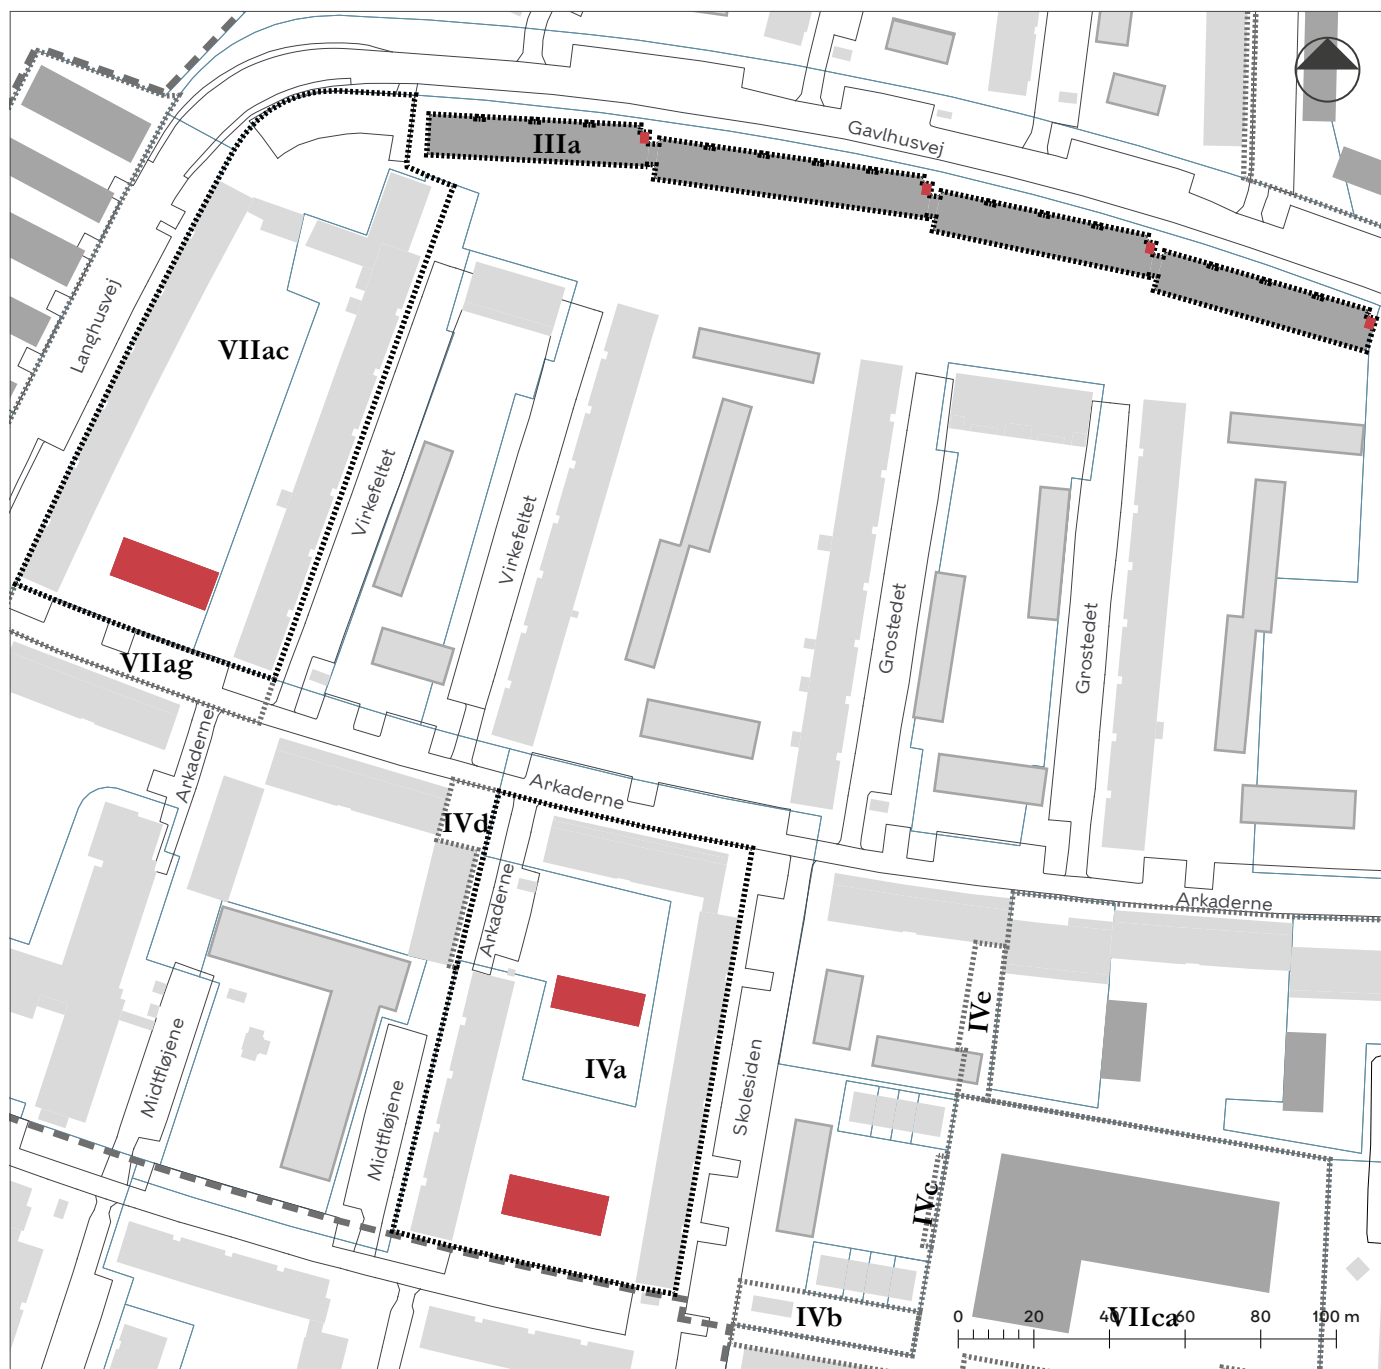 Gavlhusvej
IIIa
Langhusvej
VIIac
Virkefeltet
Virkefeltet
Grostedet
Grostedet
VIIag
Arkaderne
Arkaderne
IVd
Arkaderne
Arkaderne
IVe
Midtfløjene
Midtfløjene
IVa
Skolesiden
IVc
IVb
VIIca
0 20 40 60 80 100 m